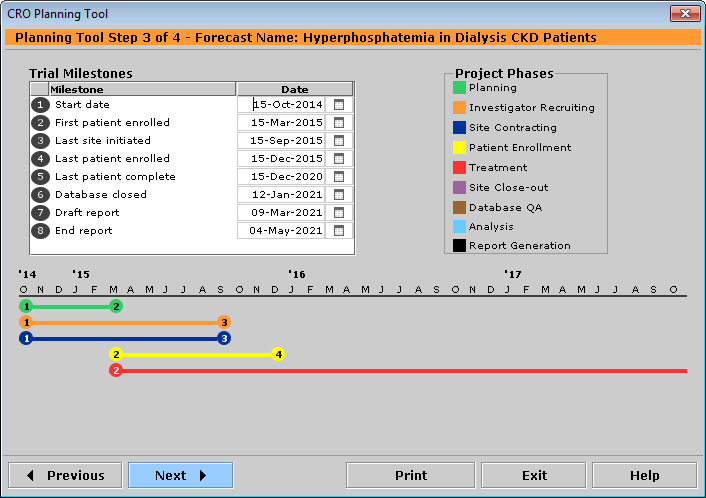 CRO Planning Tool
Planning Tool Step 3 of 4 - Forecast Name: Hyperphosphatemia in Dialysis CKD Patients
Trial Milestones
Milestone Date
1 Start date 15-Oct-2014
2 First patient enrolled 15-Mar-2015
3 Last site initiated 15-Sep-2015
4 Last patient enrolled 15-Dec-2015
5 Last patient complete 15-Dec-2020
6 Database closed 12-Jan-2021
7 Draft report 09-Mar-2021
8 End report 04-May-2021
Project Phases
Planning
Investigator Recruiting
Site Contracting
Patient Enrollment
Treatment
Site Close-out
Database QA
Analysis
Report Generation
'14 '15 '16 '17
O N D J F M A M J J A S O N D J F M A M J J A S O N D J F M A M J J A S O
1 2
1 3
1 3
2 4
2
Previous Next Print Exit Help